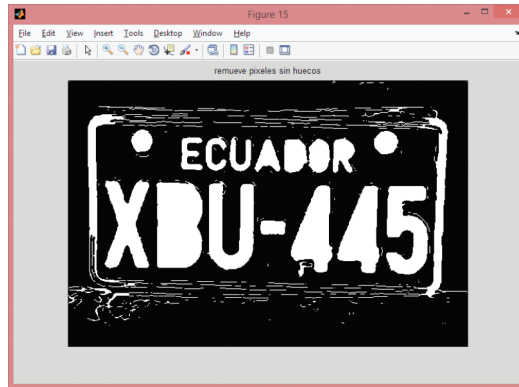 Figure 15
File Edit View Insert Tools Desktop Window Help
remueve pixeles sin huecos
ECUADOR
XBU-445